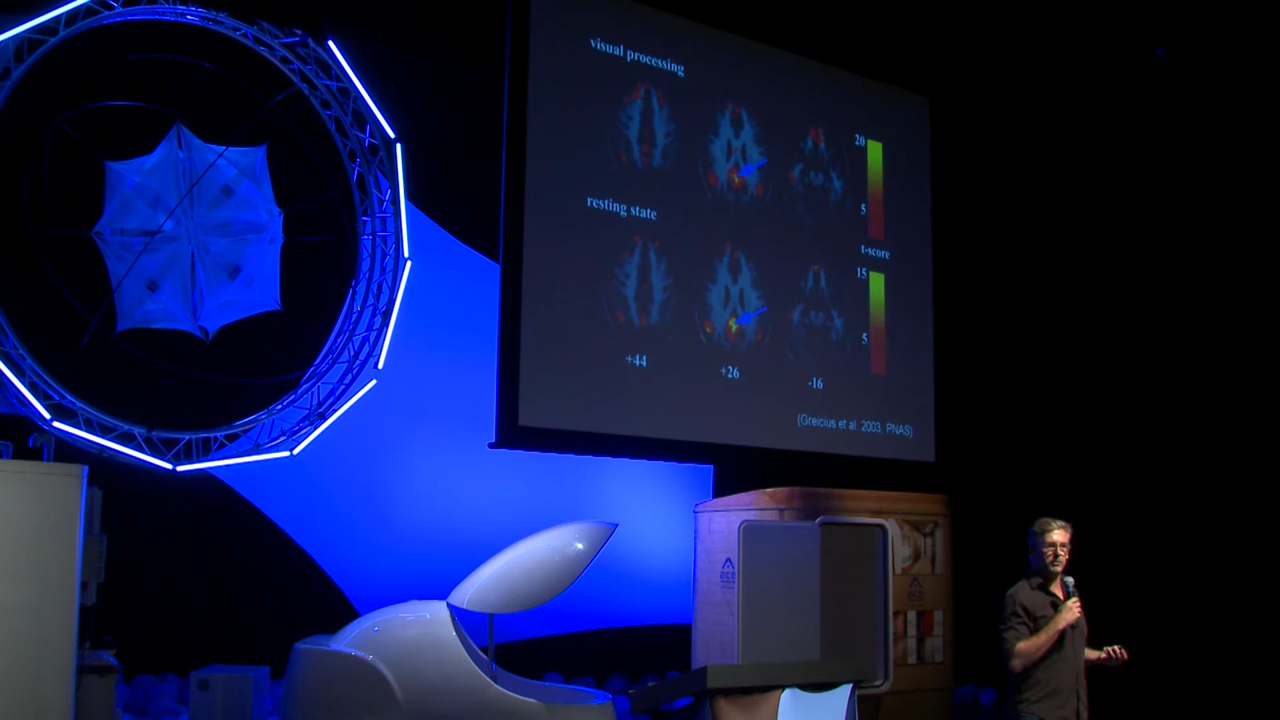 visual processing
20
5
resting state
t-score
15
5
+44
+26
-16
(Greicius et al. 2003, PNAS)